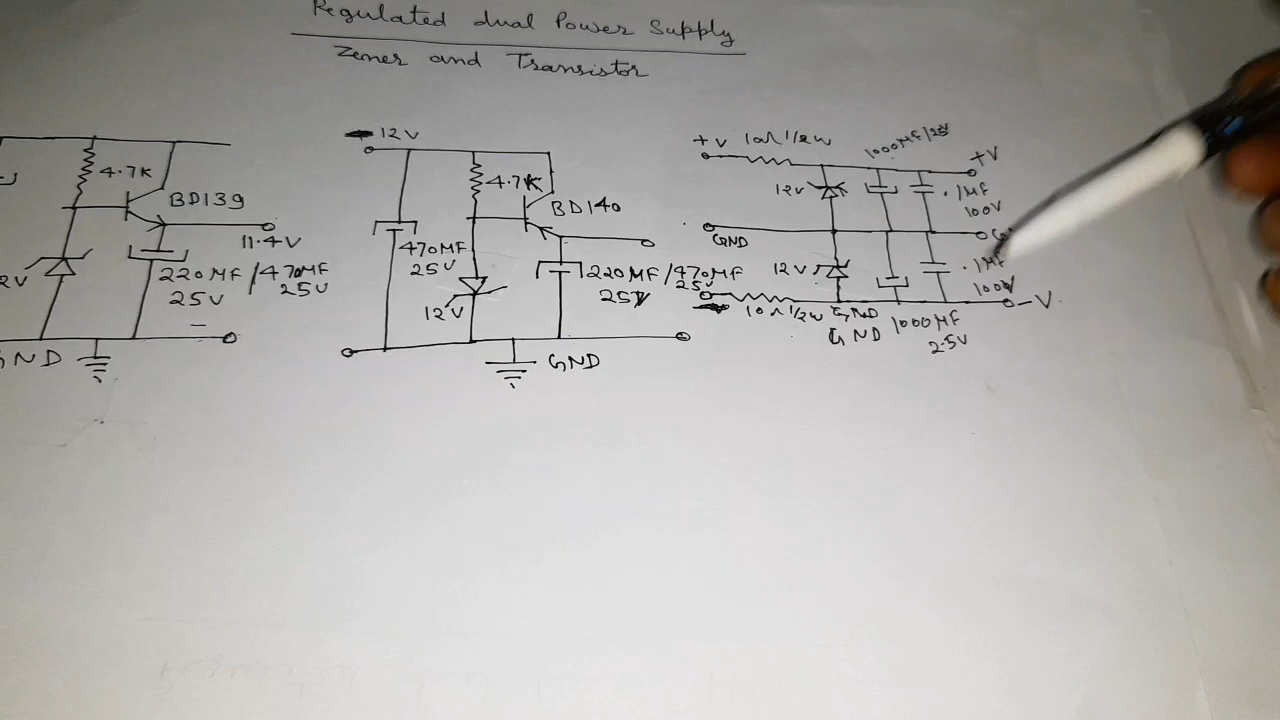 Regulated dual Power Supply
Zener and Transistor
4.7K
BD139
11.4V
220MF/470MF
25V
25V
GND
12V
4.7K
BD140
470MF
25V
12V
220MF/470MF
25V
25V
GND
+V 10Ω 1/2W
1000MF/25V
+V
12V
.1MF
100V
GND
12V
.1MF
100V
10Ω 1/2W
GND
GND
1000MF
25V
-V